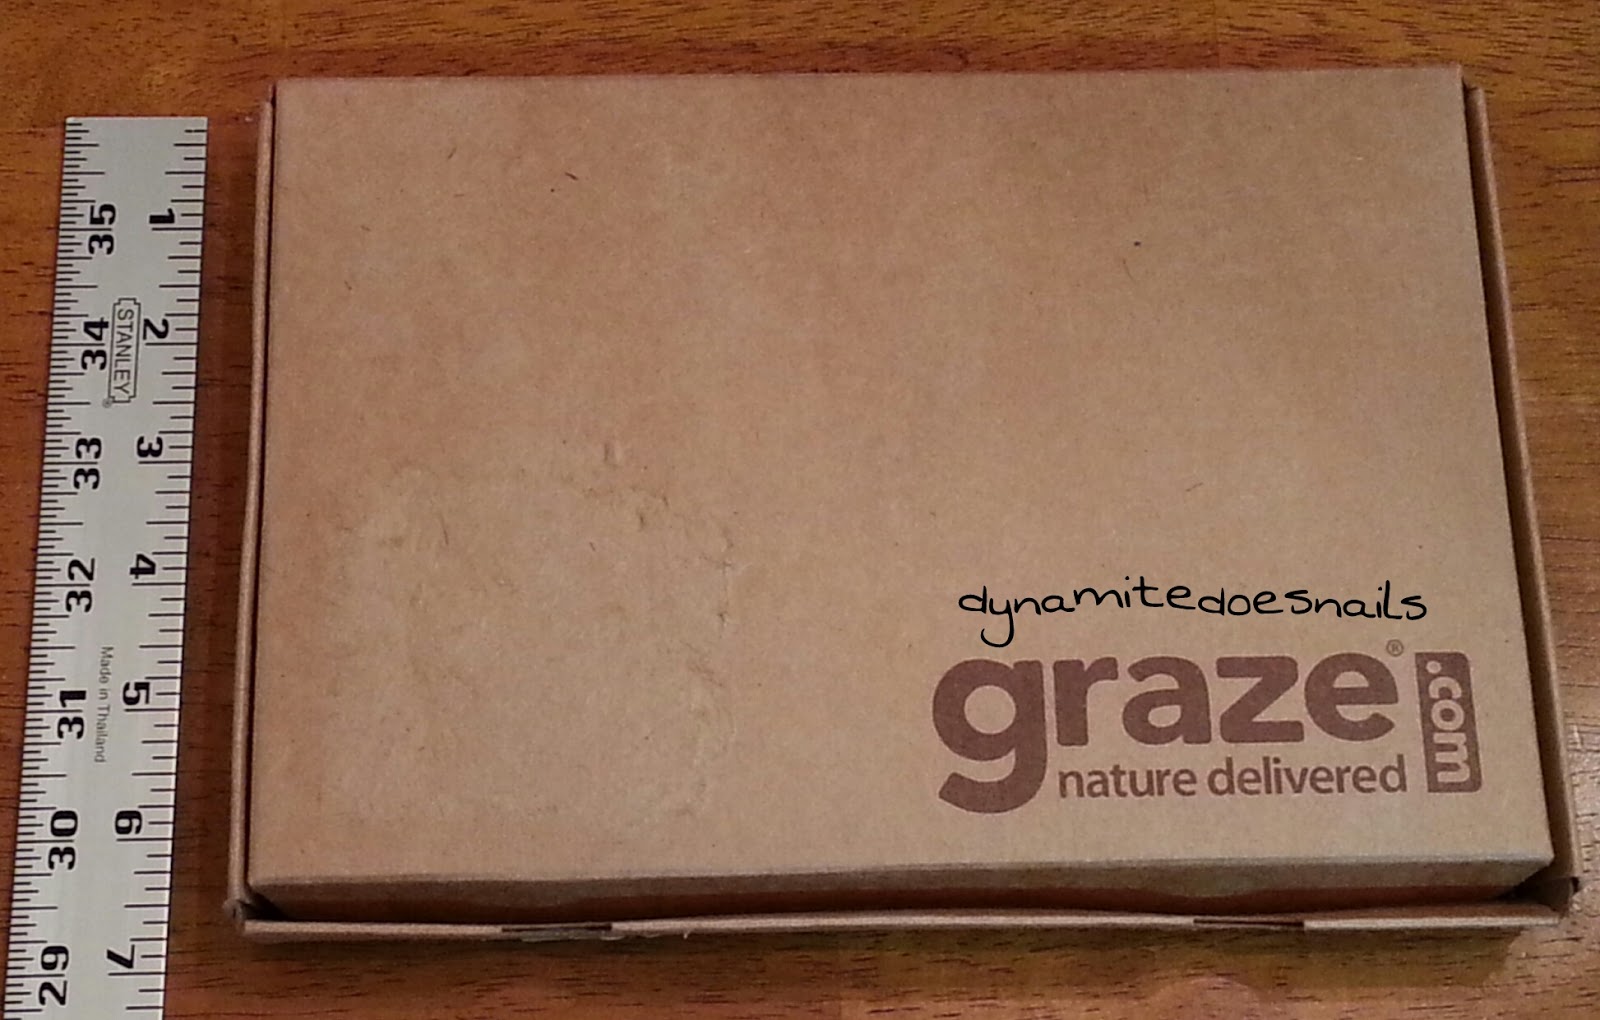 35 1
34 STANLEY® 2
33 3
32 4
31 Made in Thailand 5
30 6
29 7
dynamitedoesnails
graze® .com
nature delivered